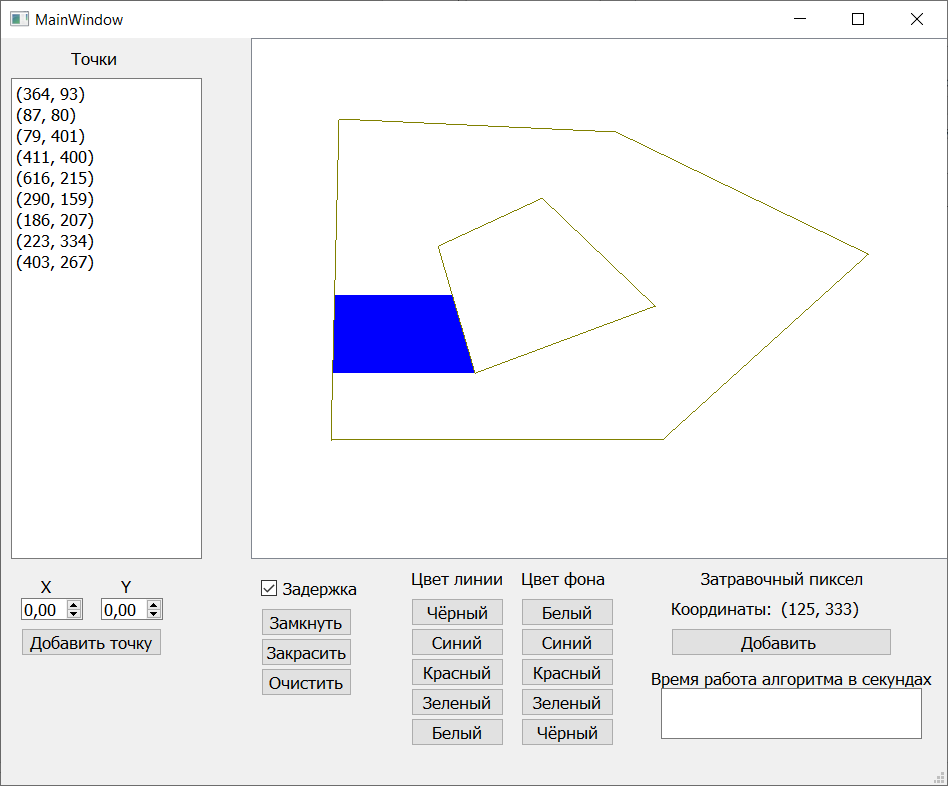 MainWindow
Точки
(364, 93)
(87, 80)
(79, 401)
(411, 400)
(616, 215)
(290, 159)
(186, 207)
(223, 334)
(403, 267)
X Y
0,00 0,00
Добавить точку
Задержка
Замкнуть
Закрасить
Очистить
Цвет линии
Чёрный
Синий
Красный
Зеленый
Белый
Цвет фона
Белый
Синий
Красный
Зеленый
Чёрный
Затравочный пиксел
Координаты: (125, 333)
Добавить
Время работа алгоритма в секундах